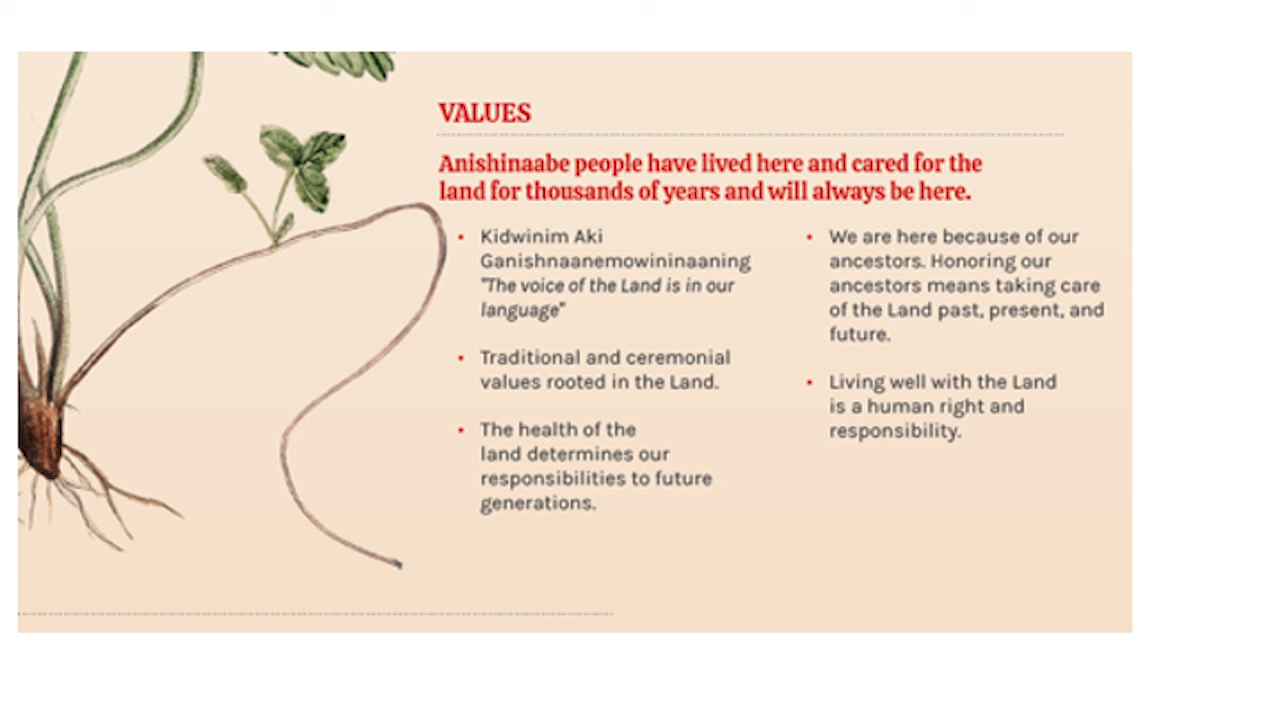 VALUES
Anishinaabe people have lived here and cared for the
land for thousands of years and will always be here.
• Kidwinim Aki
Ganishnaanemowininaaning
"The voice of the Land is in our
language"
• Traditional and ceremonial
values rooted in the Land.
• The health of the
land determines our
responsibilities to future
generations.
• We are here because of our
ancestors. Honoring our
ancestors means taking care
of the Land past, present, and
future.
• Living well with the Land
is a human right and
responsibility.